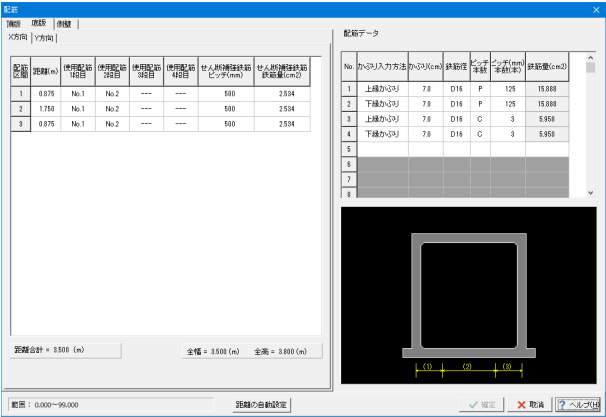 配筋
頂版 底版 側壁
X方向 Y方向
配筋区間 距離(m) 使用配筋1段目 使用配筋2段目 使用配筋3段目 使用配筋4段目 せん断補強鉄筋ピッチ(mm) せん断補強鉄筋鉄筋量(cm2)
1 0.875 No.1 No.2 --- --- 500 2.534
2 1.750 No.1 No.2 --- --- 500 2.534
3 0.875 No.1 No.2 --- --- 500 2.534
距離合計 = 3.500 (m)
全幅 = 3.500 (m) 全高 = 3.800 (m)
配筋データ
No. かぶり入力方法 かぶり(cm) 鉄筋径 ピッチ本数 ピッチ(mm)本数(本) 鉄筋量(cm2)
1 上縁かぶり 7.0 D16 P 125 15.888
2 下縁かぶり 7.0 D16 P 125 15.888
3 上縁かぶり 7.0 D16 C 3 5.958
4 下縁かぶり 7.0 D16 C 3 5.958
5
6
7
8
(1) (2) (3)
範囲： 0.000～99.000
距離の自動設定
確定 取消 ? ヘルプ(H)